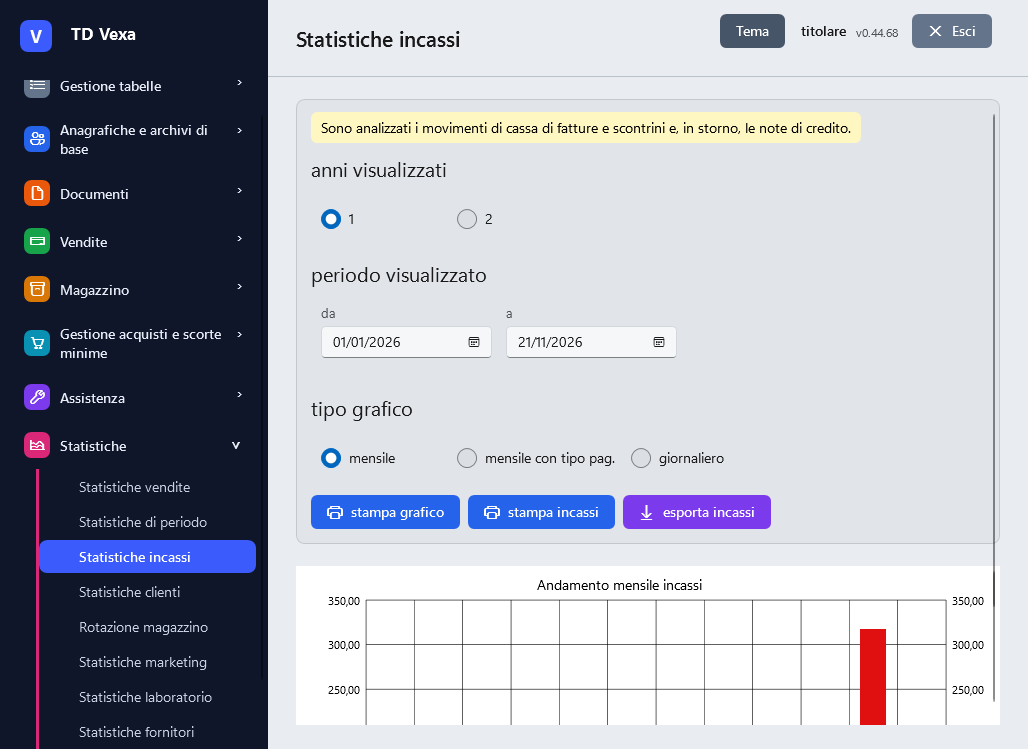 V TD Vexa
Gestione tabelle
Anagrafiche e archivi di
base
Documenti
Vendite
Magazzino
Gestione acquisti e scorte
minime
Assistenza
Statistiche
Statistiche vendite
Statistiche di periodo
Statistiche incassi
Statistiche clienti
Rotazione magazzino
Statistiche marketing
Statistiche laboratorio
Statistiche fornitori
Statistiche incassi
Tema titolare v0.44.68 Esci
Sono analizzati i movimenti di cassa di fatture e scontrini e, in storno, le note di credito.
anni visualizzati
1 2
periodo visualizzato
da a
01/01/2026 21/11/2026
tipo grafico
mensile mensile con tipo pag. giornaliero
stampa grafico stampa incassi esporta incassi
Andamento mensile incassi
350,00 350,00
300,00 300,00
250,00 250,00